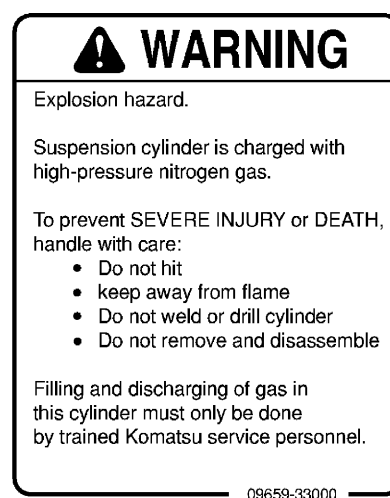 WARNING
Explosion hazard.
Suspension cylinder is charged with
high-pressure nitrogen gas.
To prevent SEVERE INJURY or DEATH,
handle with care:
• Do not hit
• keep away from flame
• Do not weld or drill cylinder
• Do not remove and disassemble
Filling and discharging of gas in
this cylinder must only be done
by trained Komatsu service personnel.
09659-33000